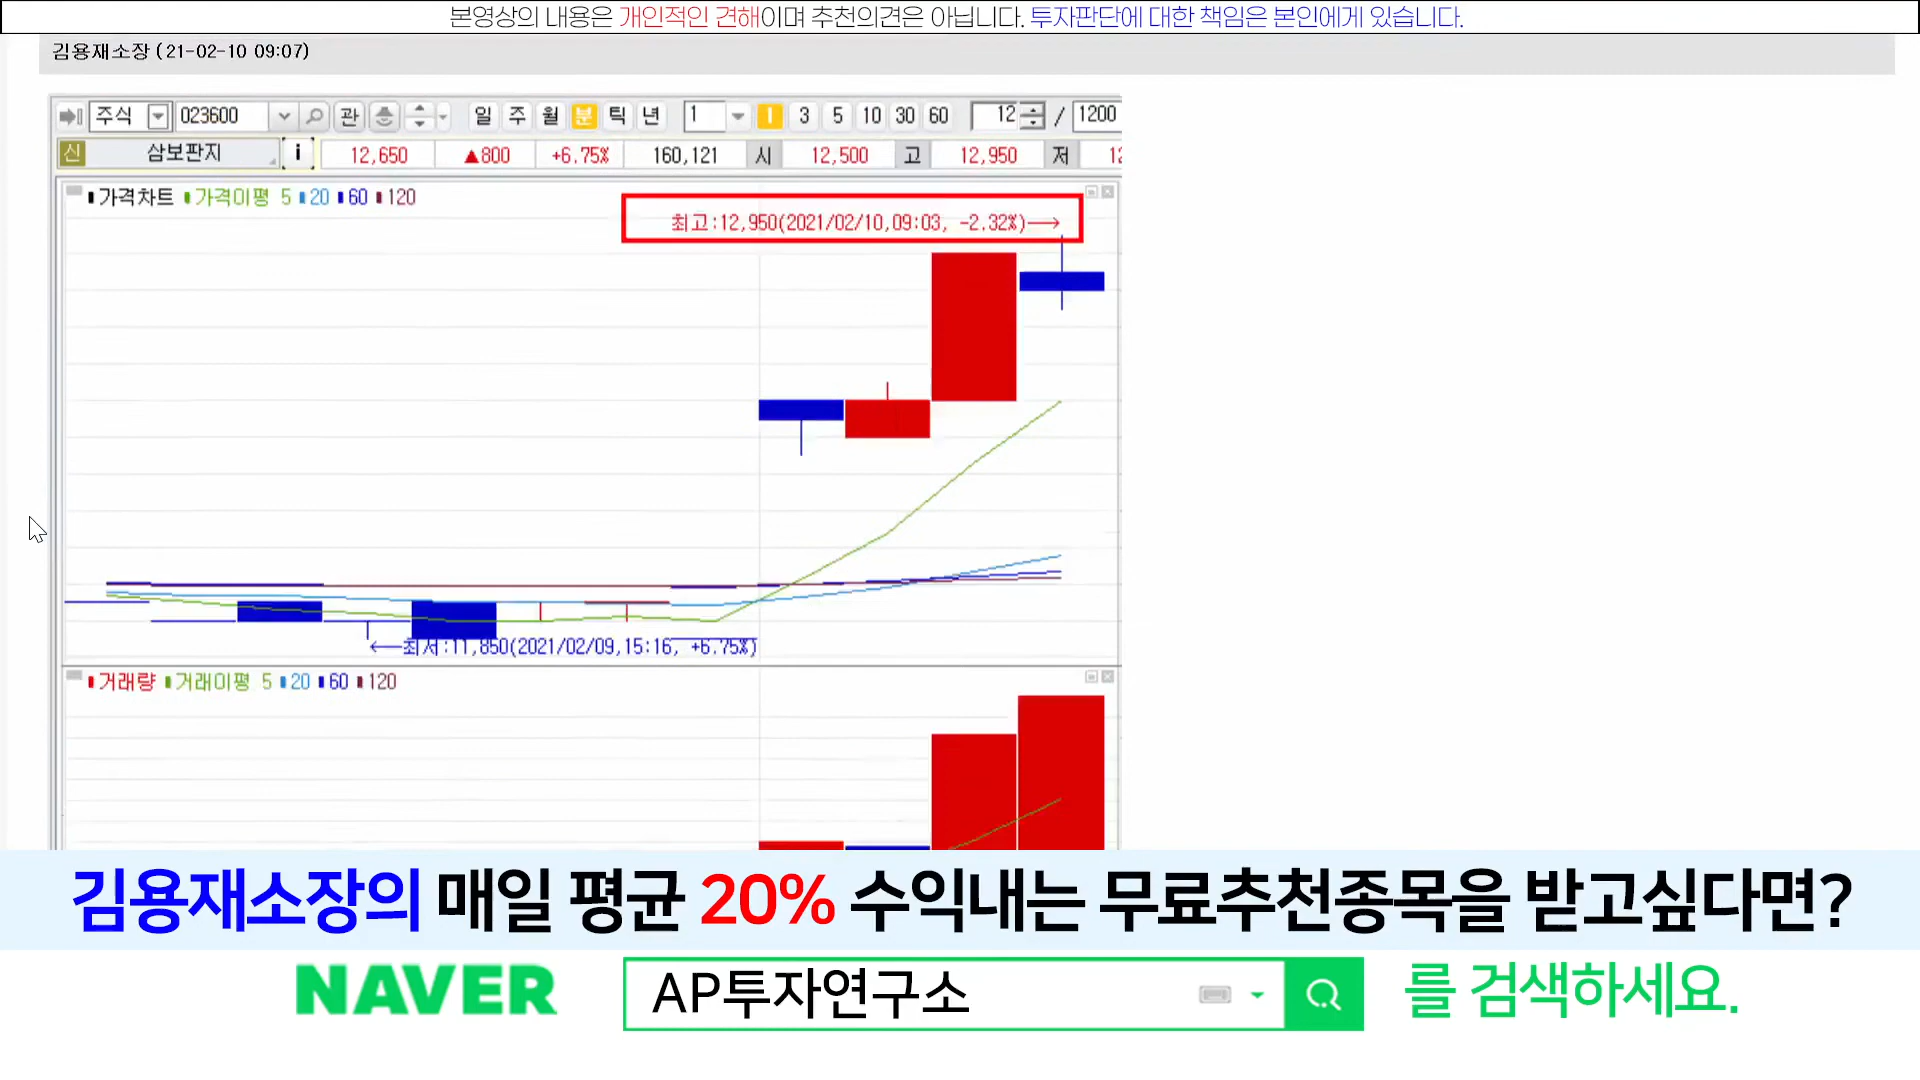 본영상의 내용은 개인적인 견해이며 추천의견은 아닙니다. 투자판단에 대한 책임은 본인에게 있습니다.
김용재소장 (21-02-10 09:07)
주식 023600 관 일 주 월 분 틱 년 1 1 3 5 10 30 60 12 / 1200
신 삼보판지 i 12,650 ▲800 +6.75% 160,121 시 12,500 고 12,950 저
가격차트 가격이평 5 20 60 120
최고:12,950(2021/02/10,09:03, -2.32%)→
←최저:11,850(2021/02/09,15:16, +6.75%)
거래량 거래이평 5 20 60 120
김용재소장의 매일 평균 20% 수익내는 무료추천종목을 받고싶다면?
NAVER AP투자연구소 를 검색하세요.